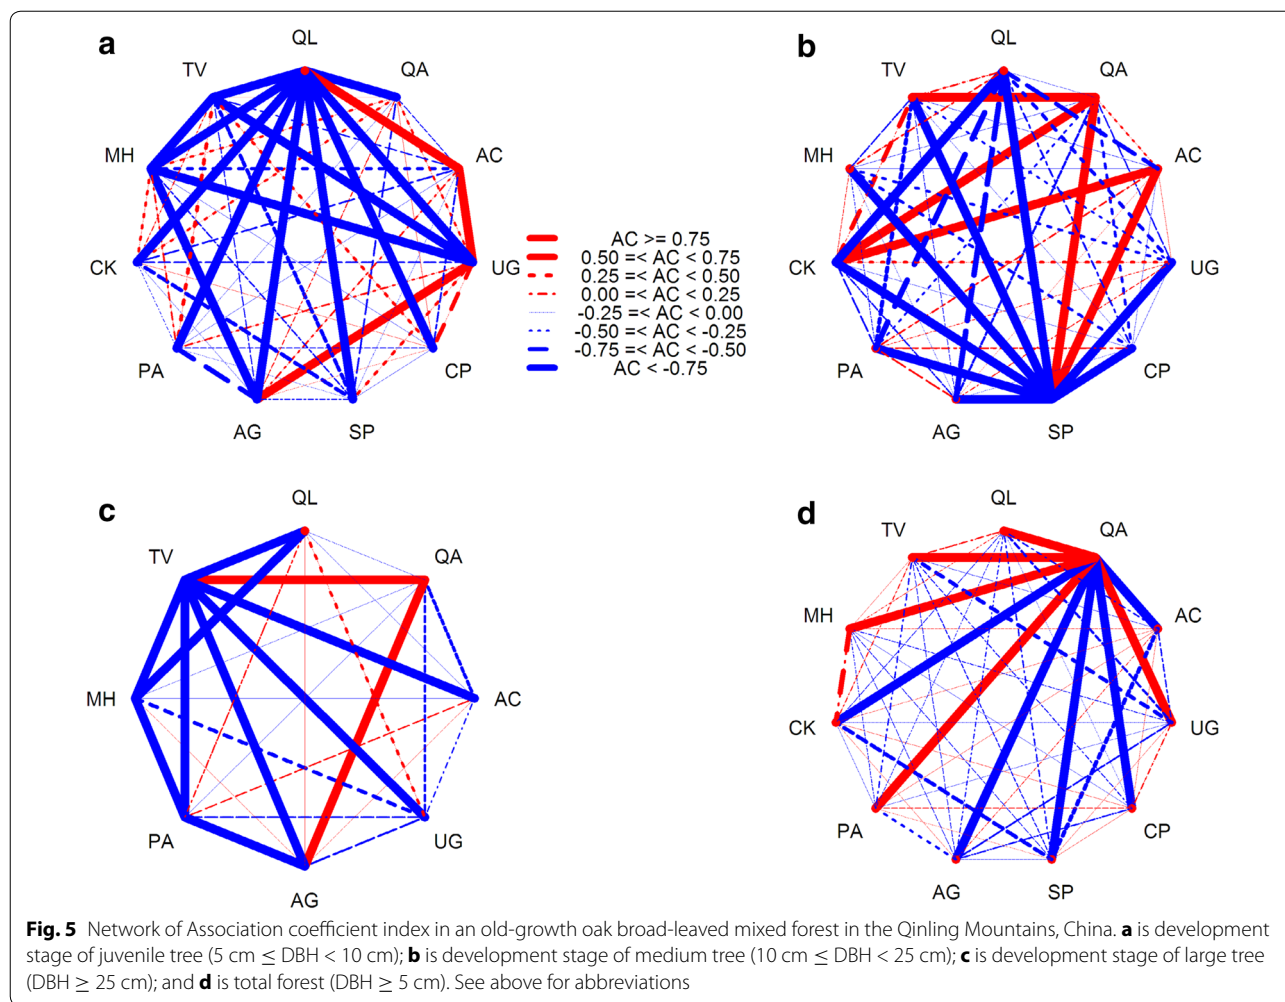 a
QL
TV
QA
MH
AC
CK
UG
PA
CP
AG
SP
AC >= 0.75
0.50 =< AC < 0.75
0.25 =< AC < 0.50
0.00 =< AC < 0.25
-0.25 =< AC < 0.00
-0.50 =< AC < -0.25
-0.75 =< AC < -0.50
AC < -0.75
b
QL
TV
QA
MH
AC
CK
UG
PA
CP
AG
SP
c
QL
TV
QA
MH
AC
PA
UG
AG
d
QL
TV
QA
MH
AC
CK
UG
PA
CP
AG
SP
Fig. 5 Network of Association coefficient index in an old-growth oak broad-leaved mixed forest in the Qinling Mountains, China. a is development
stage of juvenile tree (5 cm ≤ DBH < 10 cm); b is development stage of medium tree (10 cm ≤ DBH < 25 cm); c is development stage of large tree
(DBH ≥ 25 cm); and d is total forest (DBH ≥ 5 cm). See above for abbreviations